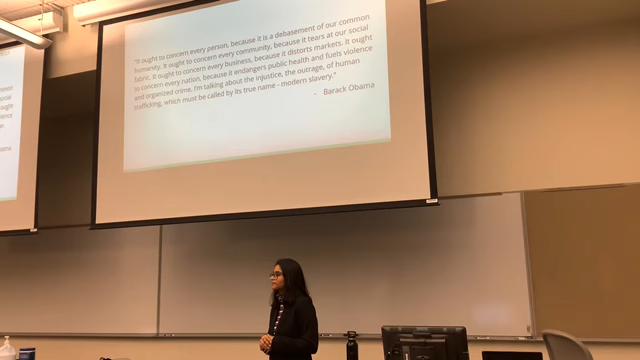 "It ought to concern every person, because it is a debasement of our common
humanity. It ought to concern every community, because it tears at our social
fabric. It ought to concern every business, because it distorts markets. It ought
to concern every nation, because it endangers public health and fuels violence
and organized crime. I'm talking about the injustice, the outrage, of human
trafficking, which must be called by its true name - modern slavery."
- Barack Obama